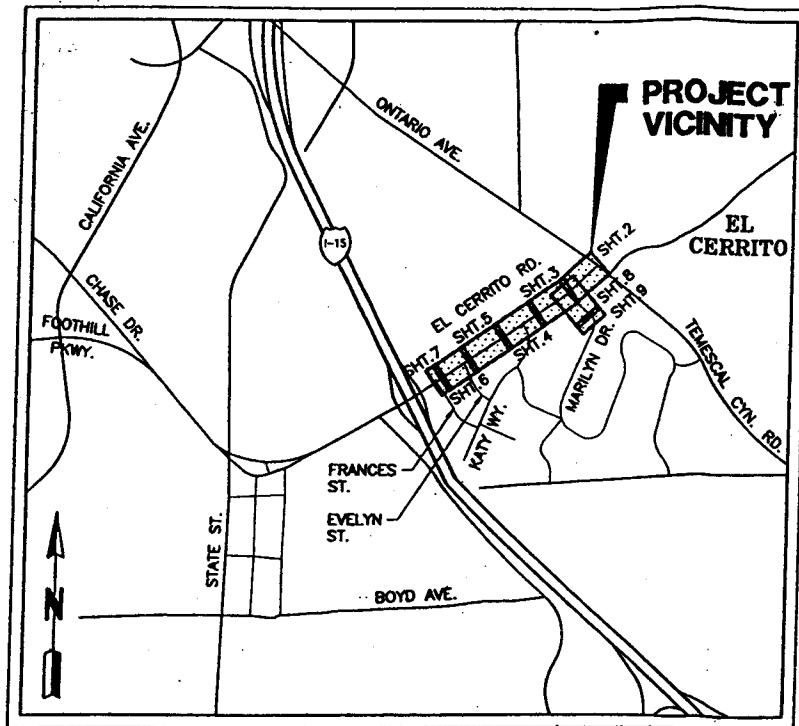 PROJECT
VICINITY
CALIFORNIA AVE.
ONTARIO AVE.
EL
CERRITO
I-15
CHASE DR.
FOOTHILL
PKWY.
EL CERRITO RD.
SHT.2
SHT.3
SHT.8
SHT.9
SHT.5
SHT.4
SHT.7
SHT.6
MARILYN DR.
TEMESCAL CYN. RD.
KATY WY.
FRANCES
ST.
EVELYN
ST.
STATE ST.
BOYD AVE.
N